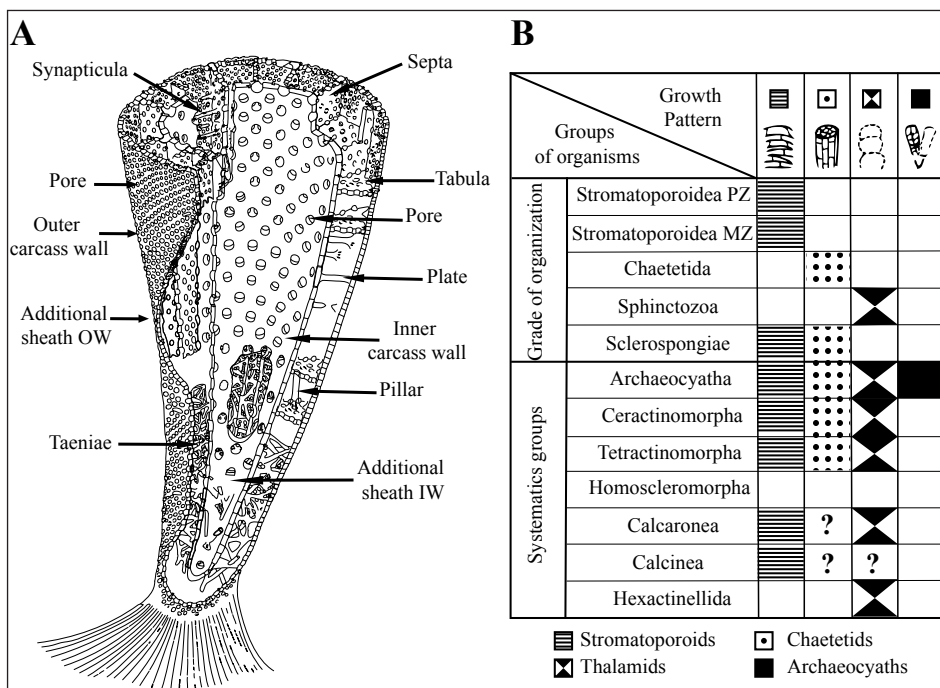 A
Synapticula
Septa
Pore
Tabula
Outer
carcass wall
Pore
Plate
Additional
sheath OW
Inner
carcass wall
Pillar
Taeniae
Additional
sheath IW
B
Growth
Pattern
Groups
of organisms
Grade of organization
Stromatoporoidea PZ
Stromatoporoidea MZ
Chaetetida
Sphinctozoa
Sclerospongiae
Systematics groups
Archaeocyatha
Ceractinomorpha
Tetractinomorpha
Homoscleromorpha
Calcaronea ?
Calcinea ? ?
Hexactinellida
Stromatoporoids
Chaetetids
Thalamids
Archaeocyaths